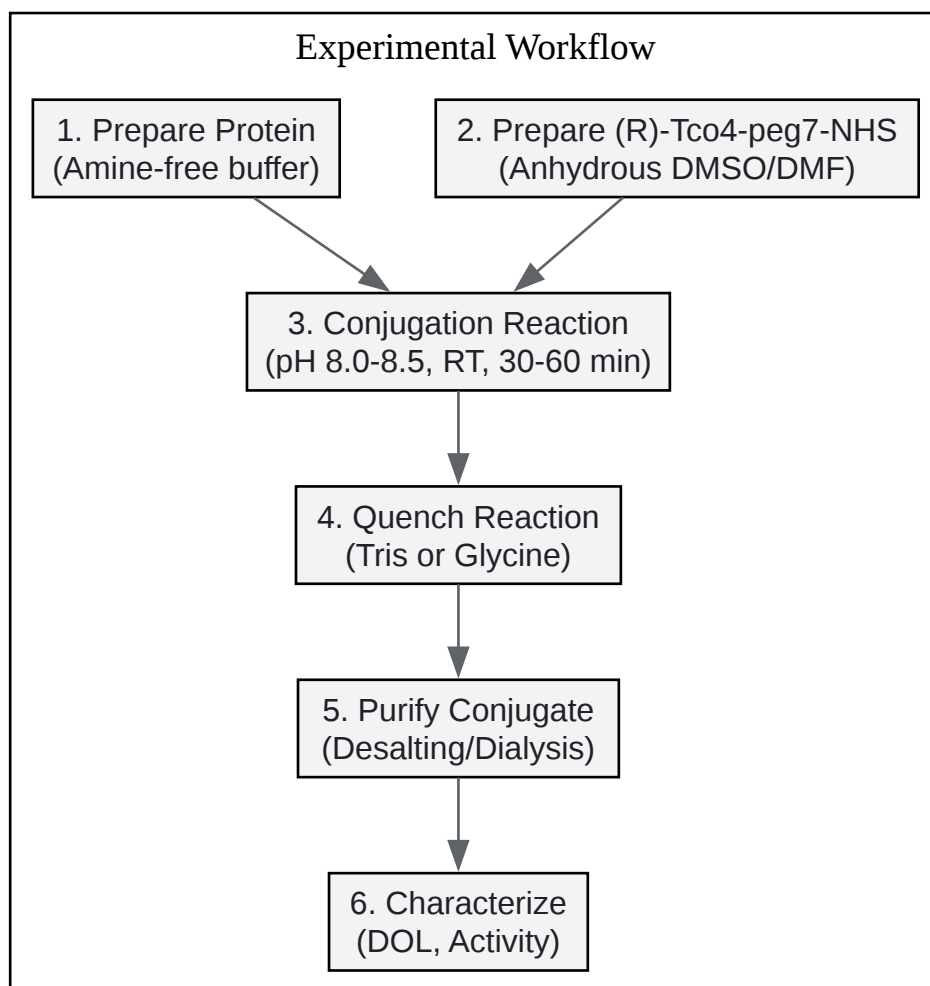 Experimental Workflow
1. Prepare Protein
(Amine-free buffer)
2. Prepare (R)-Tco4-peg7-NHS
(Anhydrous DMSO/DMF)
3. Conjugation Reaction
(pH 8.0-8.5, RT, 30-60 min)
4. Quench Reaction
(Tris or Glycine)
5. Purify Conjugate
(Desalting/Dialysis)
6. Characterize
(DOL, Activity)